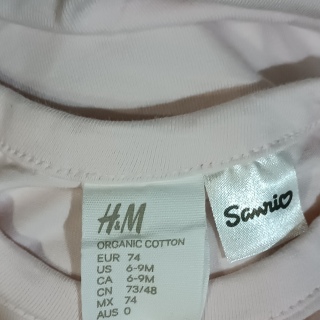 H&M
ORGANIC COTTON
EUR 74
US 6-9M
CA 6-9M
CN 73/48
MX 74
AUS 0
Sanrio